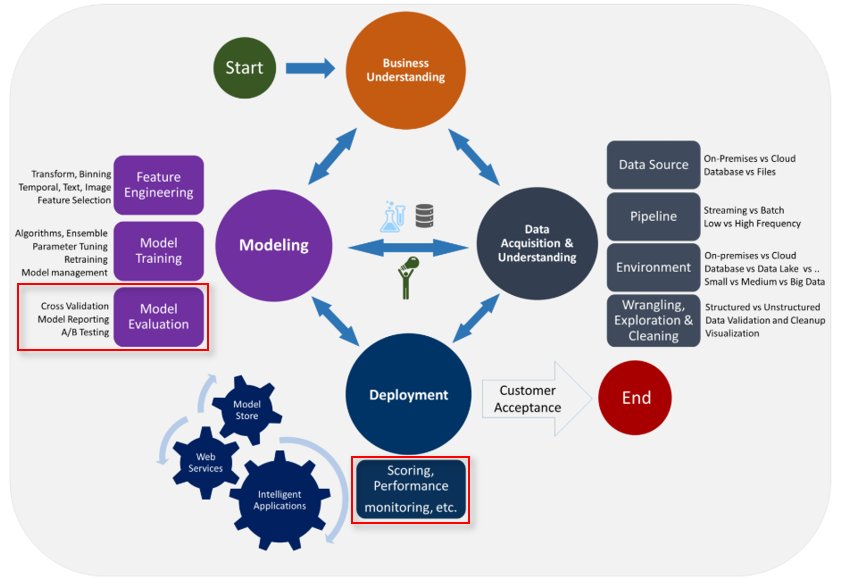 Start
Business
Understanding
Transform, Binning
Temporal, Text, Image
Feature Selection
Feature
Engineering
Algorithms, Ensemble
Parameter Tuning
Retraining
Model management
Model
Training
Cross Validation
Model Reporting
A/B Testing
Model
Evaluation
Modeling
Data
Acquisition &
Understanding
Data Source
On-Premises vs Cloud
Database vs Files
Pipeline
Streaming vs Batch
Low vs High Frequency
Environment
On-premises vs Cloud
Database vs Data Lake vs ..
Small vs Medium vs Big Data
Wrangling,
Exploration &
Cleaning
Structured vs Unstructured
Data Validation and Cleanup
Visualization
Deployment
Customer
Acceptance
End
Model
Store
Web
Services
Intelligent
Applications
Scoring,
Performance
monitoring, etc.